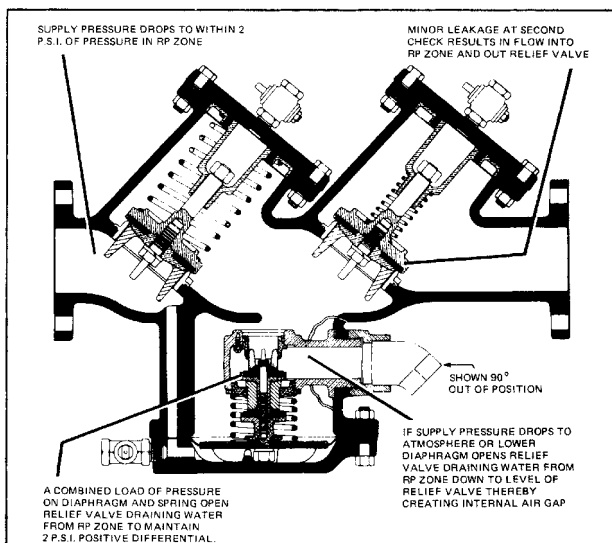 SUPPLY PRESSURE DROPS TO WITHIN 2
P.S.I. OF PRESSURE IN RP ZONE
MINOR LEAKAGE AT SECOND
CHECK RESULTS IN FLOW INTO
RP ZONE AND OUT RELIEF VALVE
SHOWN 90°
OUT OF POSITION
IF SUPPLY PRESSURE DROPS TO
ATMOSPHERE OR LOWER
DIAPHRAGM OPENS RELIEF
VALVE DRAINING WATER FROM
RP ZONE DOWN TO LEVEL OF
RELIEF VALVE THEREBY
CREATING INTERNAL AIR GAP
A COMBINED LOAD OF PRESSURE
ON DIAPHRAGM AND SPRING OPEN
RELIEF VALVE DRAINING WATER
FROM RP ZONE TO MAINTAIN
2 P.S.I. POSITIVE DIFFERENTIAL.